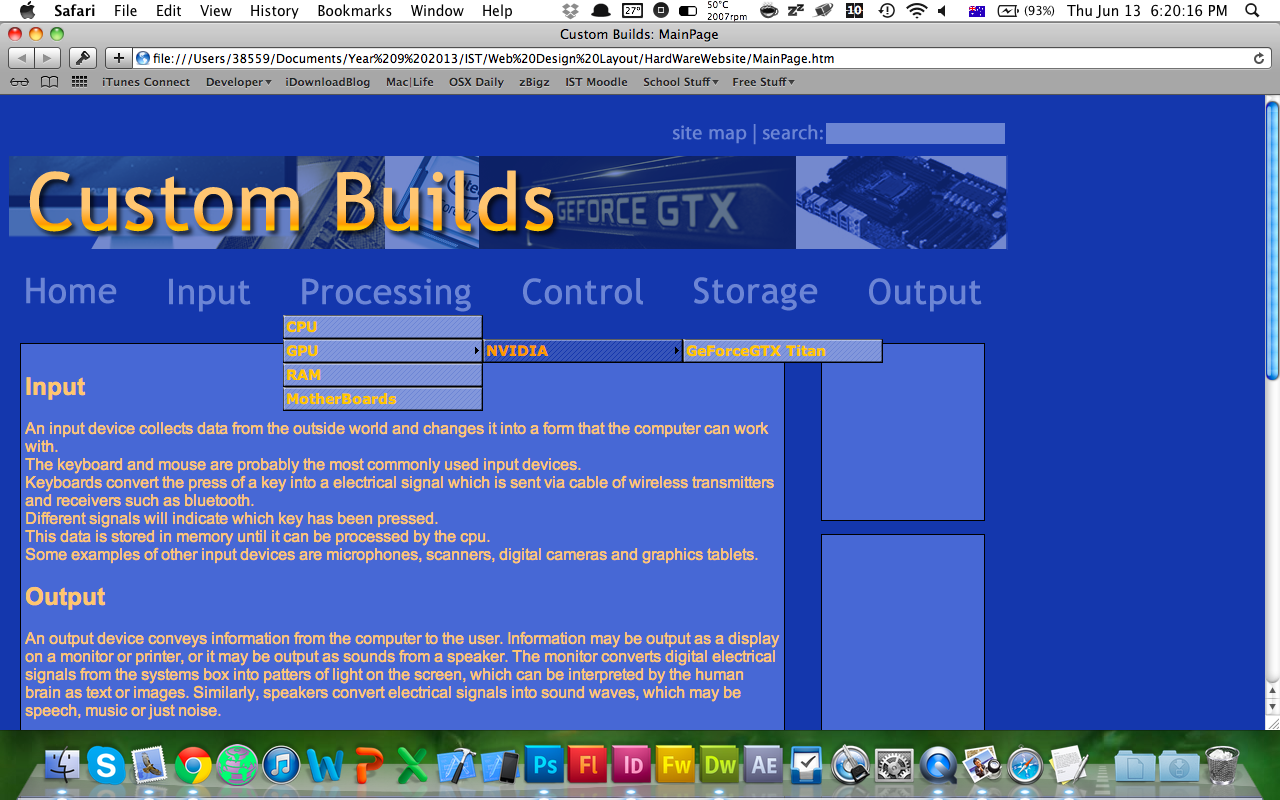 Safari File Edit View History Bookmarks Window Help 27° 50°C 2007rpm 10 (93%) Thu Jun 13 6:20:16 PM
Custom Builds: MainPage
file:///Users/38559/Documents/Year%209%202013/IST/Web%20Design%20Layout/HardWareWebsite/MainPage.htm
iTunes Connect Developer iDownloadBlog Mac|Life OSX Daily zBigz IST Moodle School Stuff Free Stuff
site map | search:
Custom Builds
GEFORCE GTX
Home Input Processing Control Storage Output
CPU
GPU NVIDIA GeForceGTX Titan
RAM
MotherBoards
Input
An input device collects data from the outside world and changes it into a form that the computer can work
with.
The keyboard and mouse are probably the most commonly used input devices.
Keyboards convert the press of a key into a electrical signal which is sent via cable of wireless transmitters
and receivers such as bluetooth.
Different signals will indicate which key has been pressed.
This data is stored in memory until it can be processed by the cpu.
Some examples of other input devices are microphones, scanners, digital cameras and graphics tablets.
Output
An output device conveys information from the computer to the user. Information may be output as a display
on a monitor or printer, or it may be output as sounds from a speaker. The monitor converts digital electrical
signals from the systems box into patters of light on the screen, which can be interpreted by the human
brain as text or images. Similarly, speakers convert electrical signals into sound waves, which may be
speech, music or just noise.
S W P X Ps Fl Id Fw Dw AE